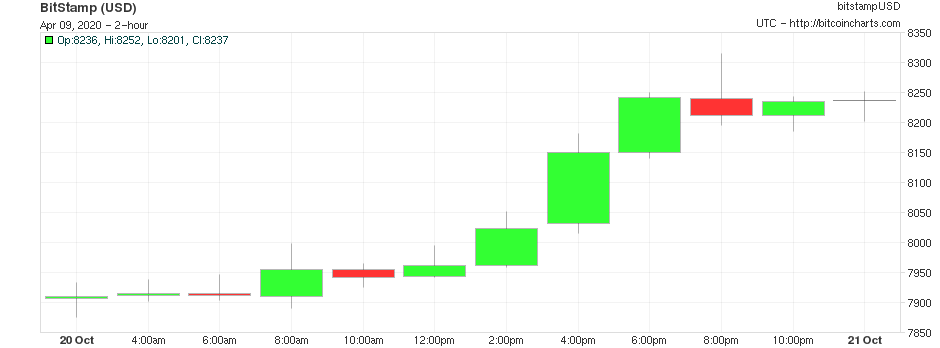 BitStamp (USD)
bitstampUSD
Apr 09, 2020 - 2-hour
UTC - http://bitcoincharts.com
Op:8236, Hi:8252, Lo:8201, Cl:8237
8350
8300
8250
8200
8150
8100
8050
8000
7950
7900
7850
20 Oct 4:00am 6:00am 8:00am 10:00am 12:00pm 2:00pm 4:00pm 6:00pm 8:00pm 10:00pm 21 Oct